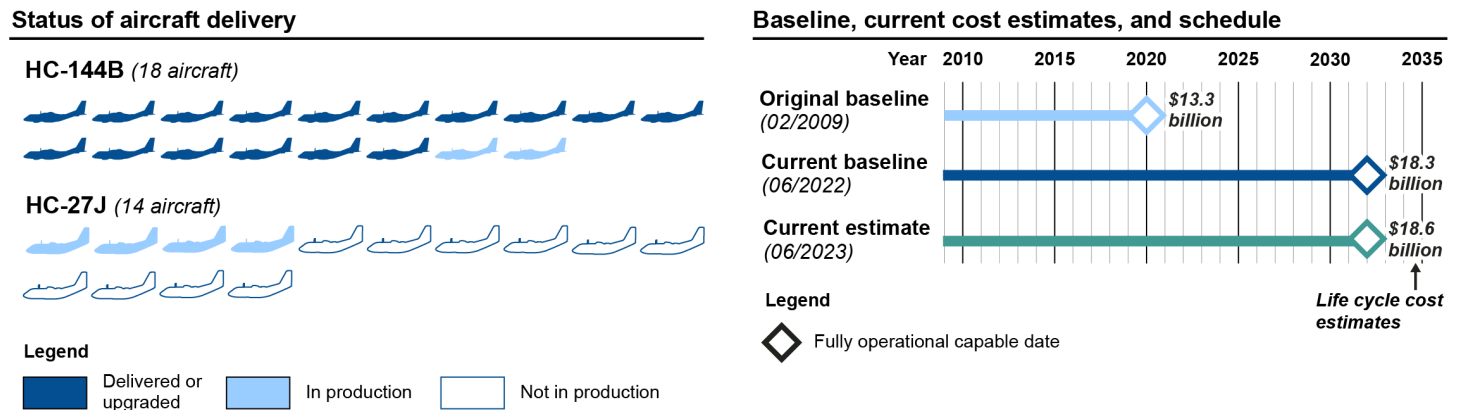 Status of aircraft delivery
HC-144B (18 aircraft)
HC-27J (14 aircraft)
Legend
Delivered or
upgraded
In production
Not in production
Baseline, current cost estimates, and schedule
Year 2010 2015 2020 2025 2030 2035
Original baseline
(02/2009)
$13.3
billion
Current baseline
(06/2022)
$18.3
billion
Current estimate
(06/2023)
$18.6
billion
Life cycle cost
estimates
Legend
Fully operational capable date